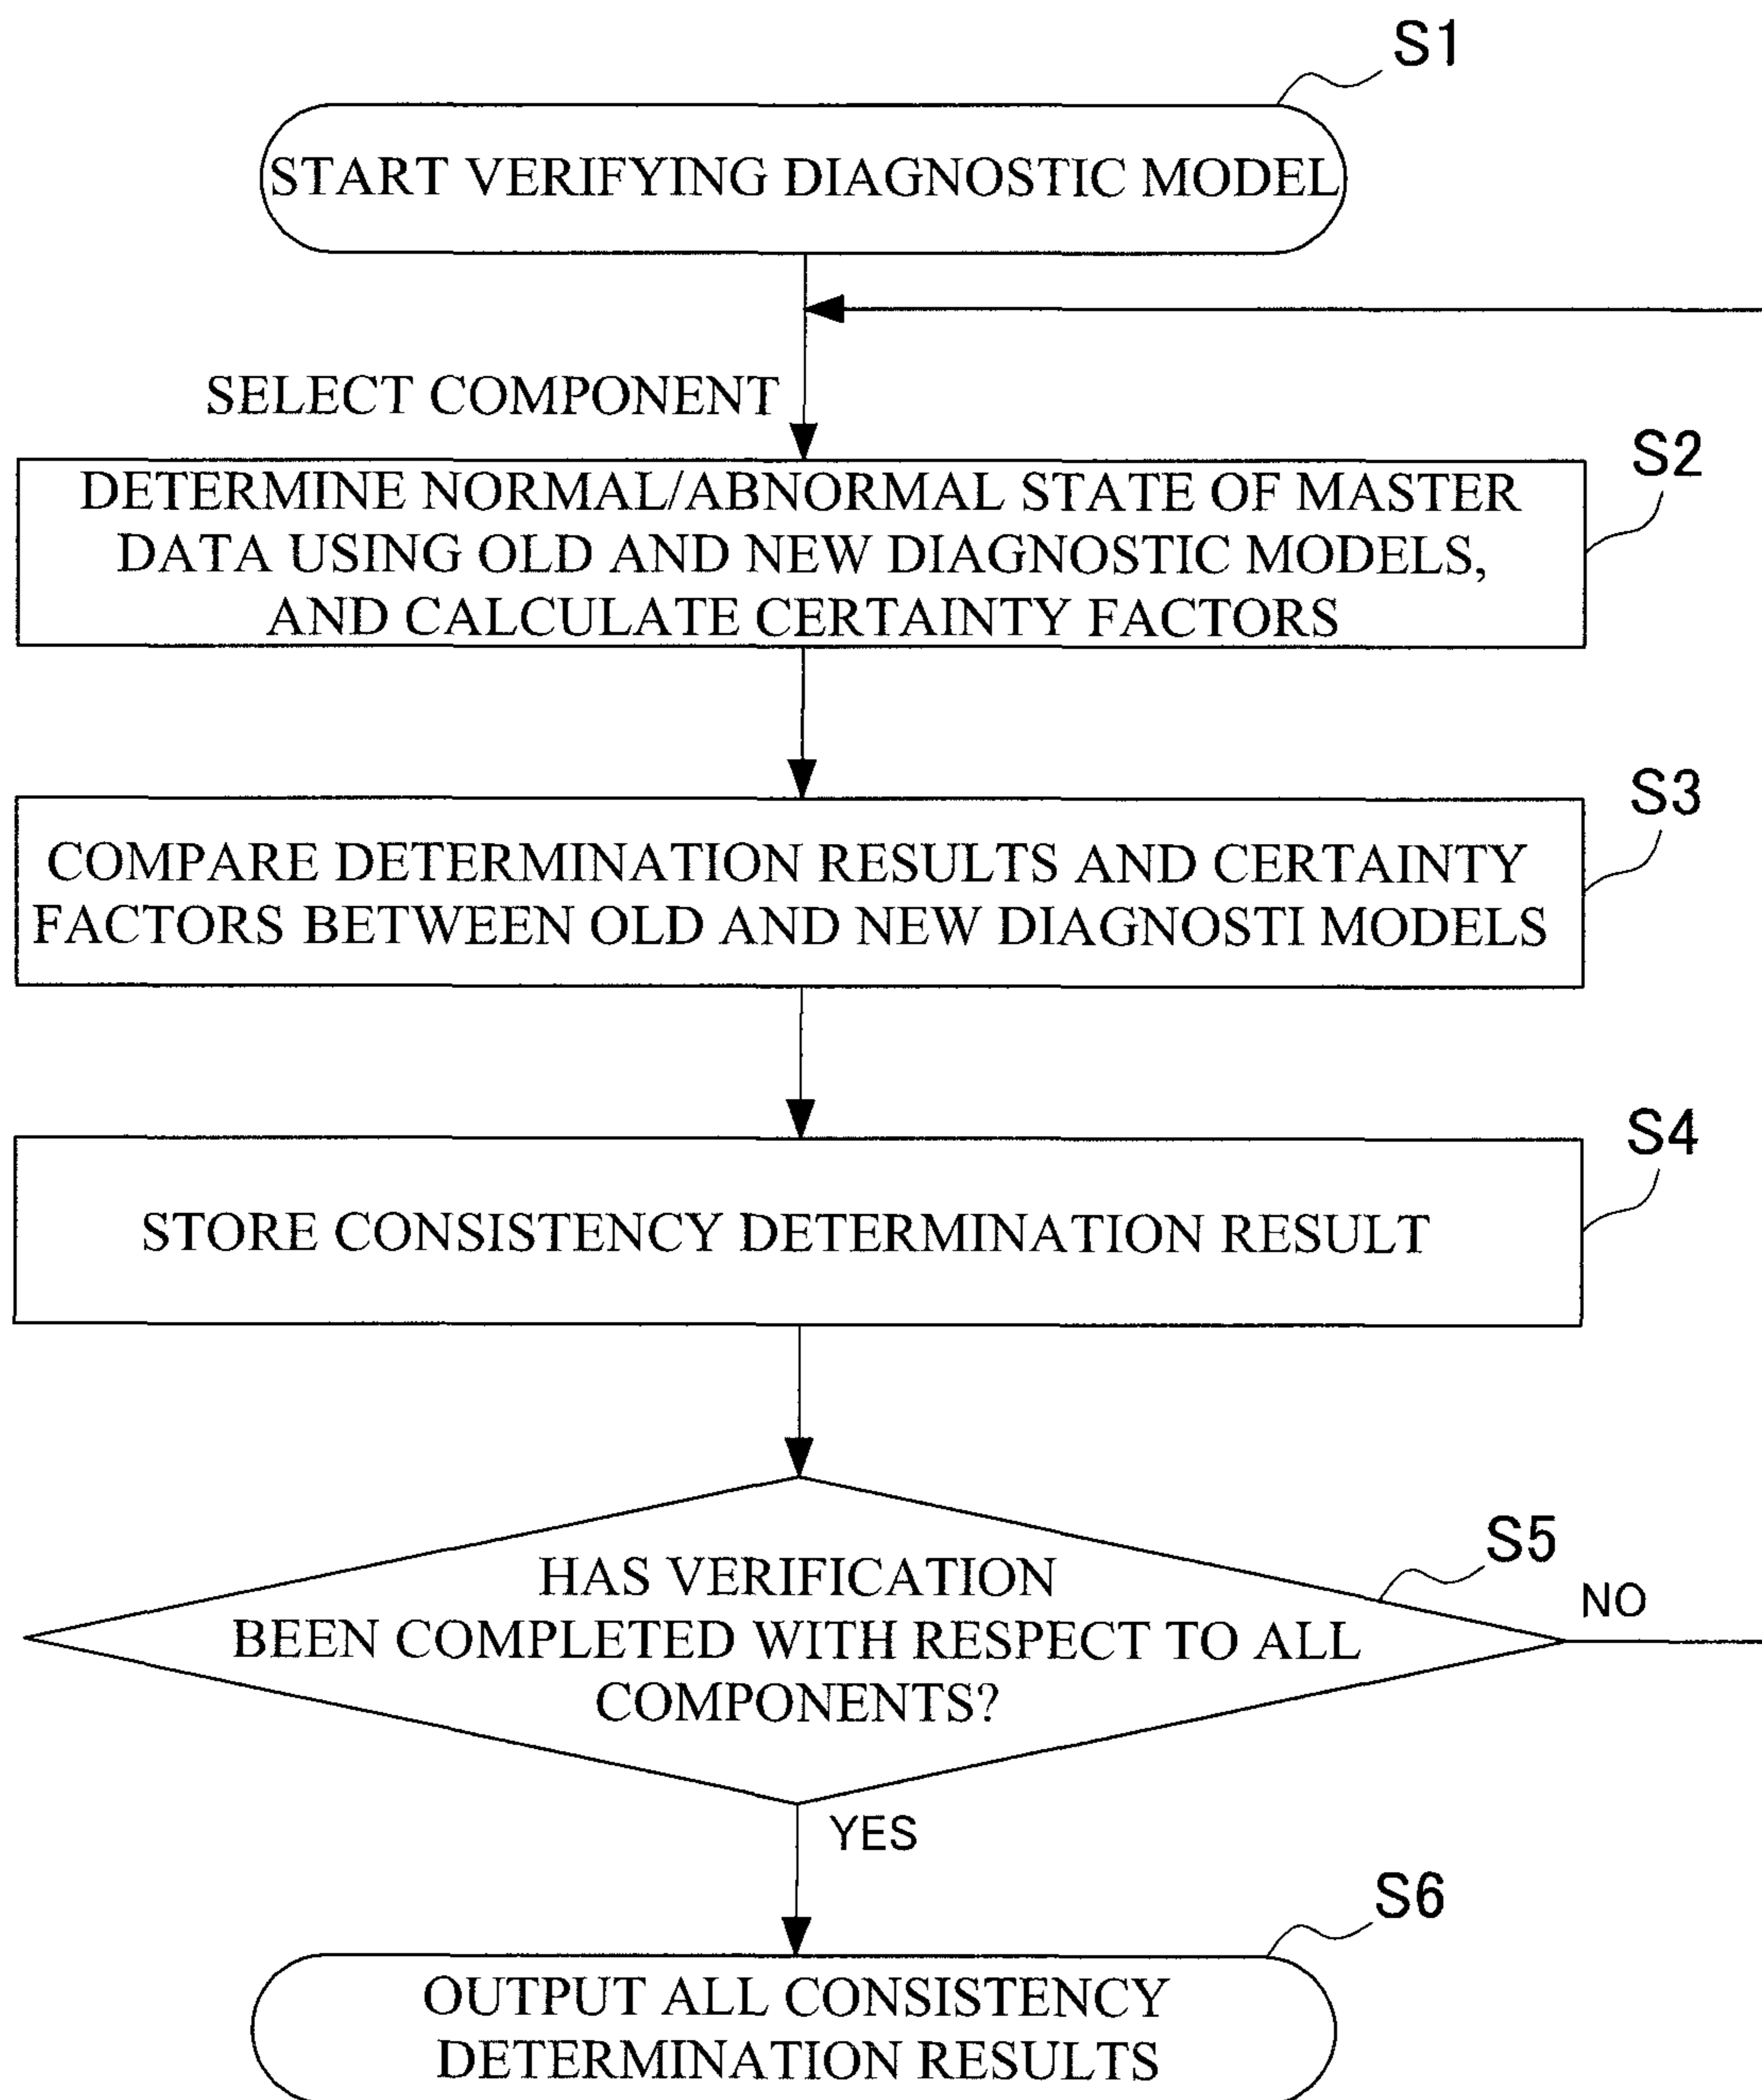 S1
START VERIFYING DIAGNOSTIC MODEL
SELECT COMPONENT
S2
DETERMINE NORMAL/ABNORMAL STATE OF MASTER
DATA USING OLD AND NEW DIAGNOSTIC MODELS,
AND CALCULATE CERTAINTY FACTORS
S3
COMPARE DETERMINATION RESULTS AND CERTAINTY
FACTORS BETWEEN OLD AND NEW DIAGNOSTI MODELS
S4
STORE CONSISTENCY DETERMINATION RESULT
S5
HAS VERIFICATION
BEEN COMPLETED WITH RESPECT TO ALL
COMPONENTS?
NO
YES
S6
OUTPUT ALL CONSISTENCY
DETERMINATION RESULTS